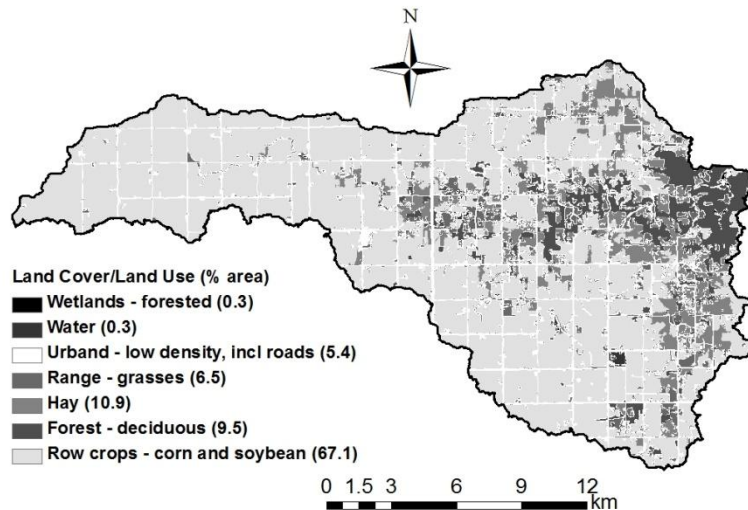 N
Land Cover/Land Use (% area)
Wetlands - forested (0.3)
Water (0.3)
Urband - low density, incl roads (5.4)
Range - grasses (6.5)
Hay (10.9)
Forest - deciduous (9.5)
Row crops - corn and soybean (67.1)
0 1.5 3 6 9 12
km